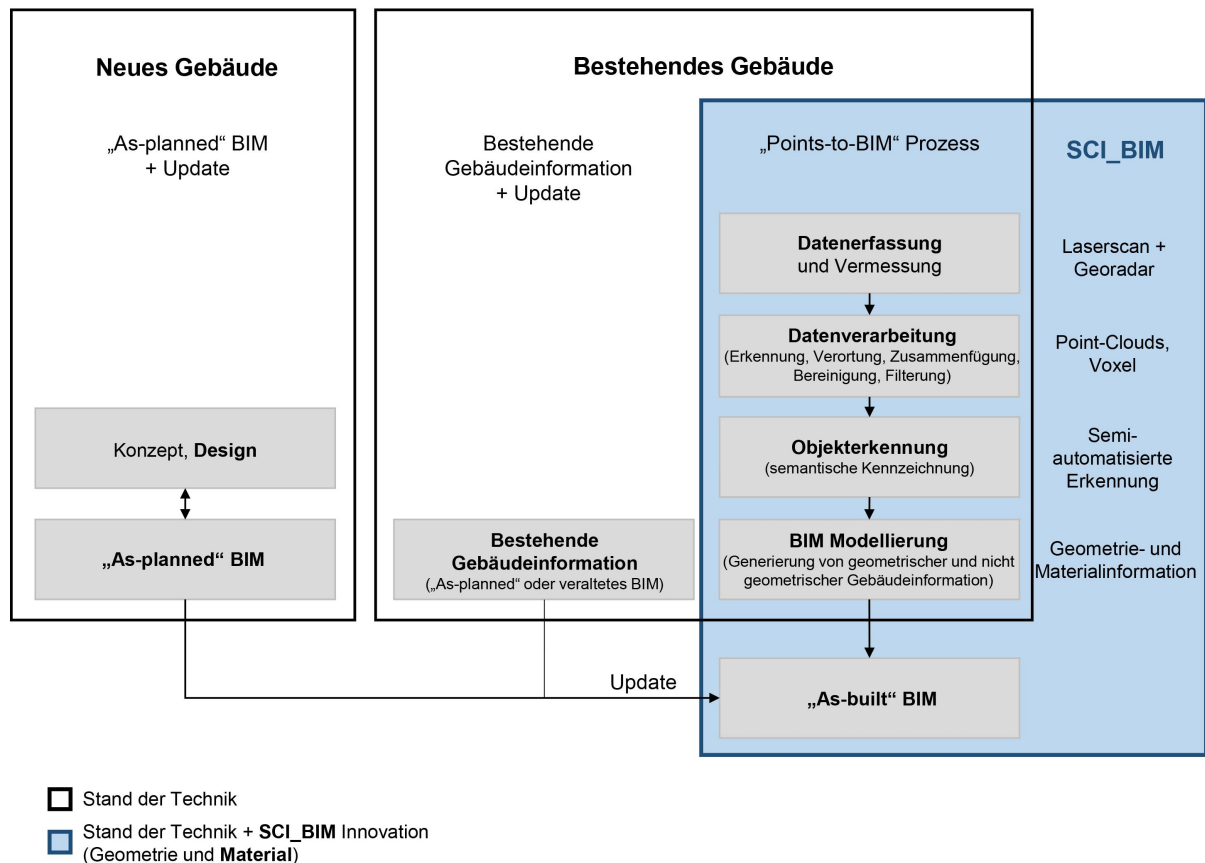 Neues Gebäude
„As-planned“ BIM
+ Update
Konzept, Design
„As-planned“ BIM
Bestehendes Gebäude
Bestehende
Gebäudeinformation
+ Update
Bestehende
Gebäudeinformation
(„As-planned“ oder veraltetes BIM)
„Points-to-BIM“ Prozess
Datenerfassung
und Vermessung
Datenverarbeitung
(Erkennung, Verortung, Zusammenfügung,
Bereinigung, Filterung)
Objekterkennung
(semantische Kennzeichnung)
BIM Modellierung
(Generierung von geometrischer und nicht
geometrischer Gebäudeinformation)
SCI_BIM
Laserscan +
Georadar
Point-Clouds,
Voxel
Semi-
automatisierte
Erkennung
Geometrie- und
Materialinformation
Update
„As-built“ BIM
Stand der Technik
Stand der Technik + SCI_BIM Innovation
(Geometrie und Material)